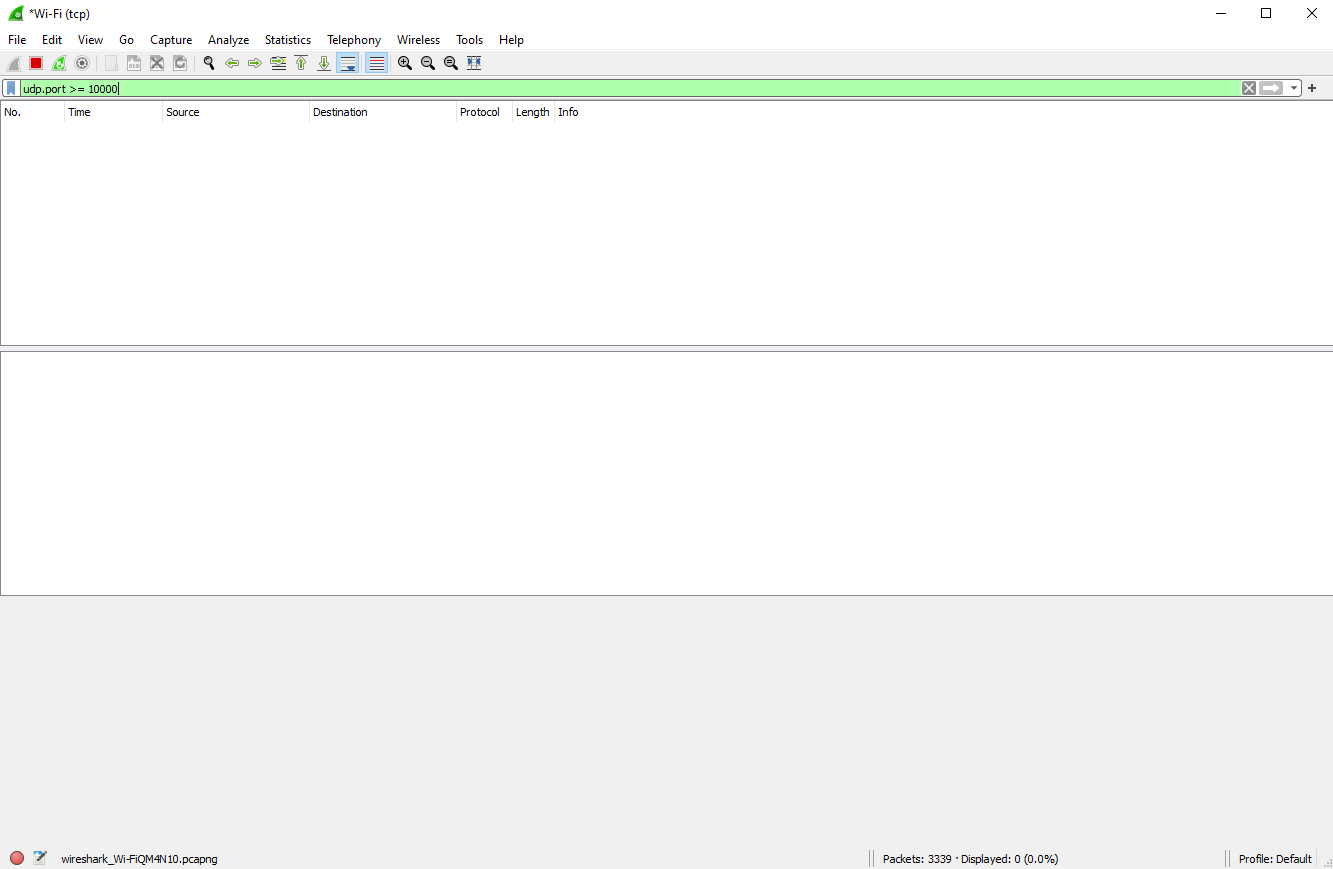 *Wi-Fi (tcp)
File Edit View Go Capture Analyze Statistics Telephony Wireless Tools Help
udp.port >= 10000
No. Time Source Destination Protocol Length Info
wireshark_Wi-FiQM4N10.pcapng Packets: 3339 · Displayed: 0 (0.0%) Profile: Default